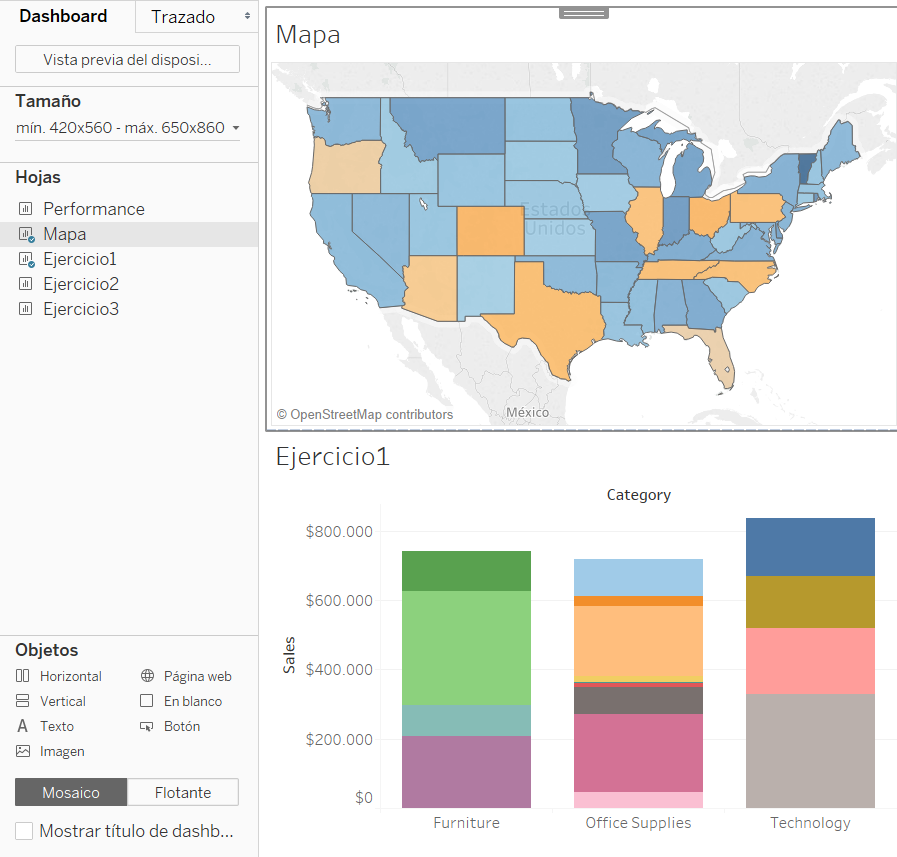 Dashboard
Trazado
Vista previa del disposi...
Tamaño
mín. 420x560 - máx. 650x860
Hojas
Performance
Mapa
Ejercicio1
Ejercicio2
Ejercicio3
Objetos
Horizontal
Página web
Vertical
En blanco
Texto
Botón
Imagen
Mosaico
Flotante
Mostrar título de dashb...
Mapa
Estados
Unidos
México
© OpenStreetMap contributors
Ejercicio1
Category
Sales
$800.000
$600.000
$400.000
$200.000
$0
Furniture
Office Supplies
Technology